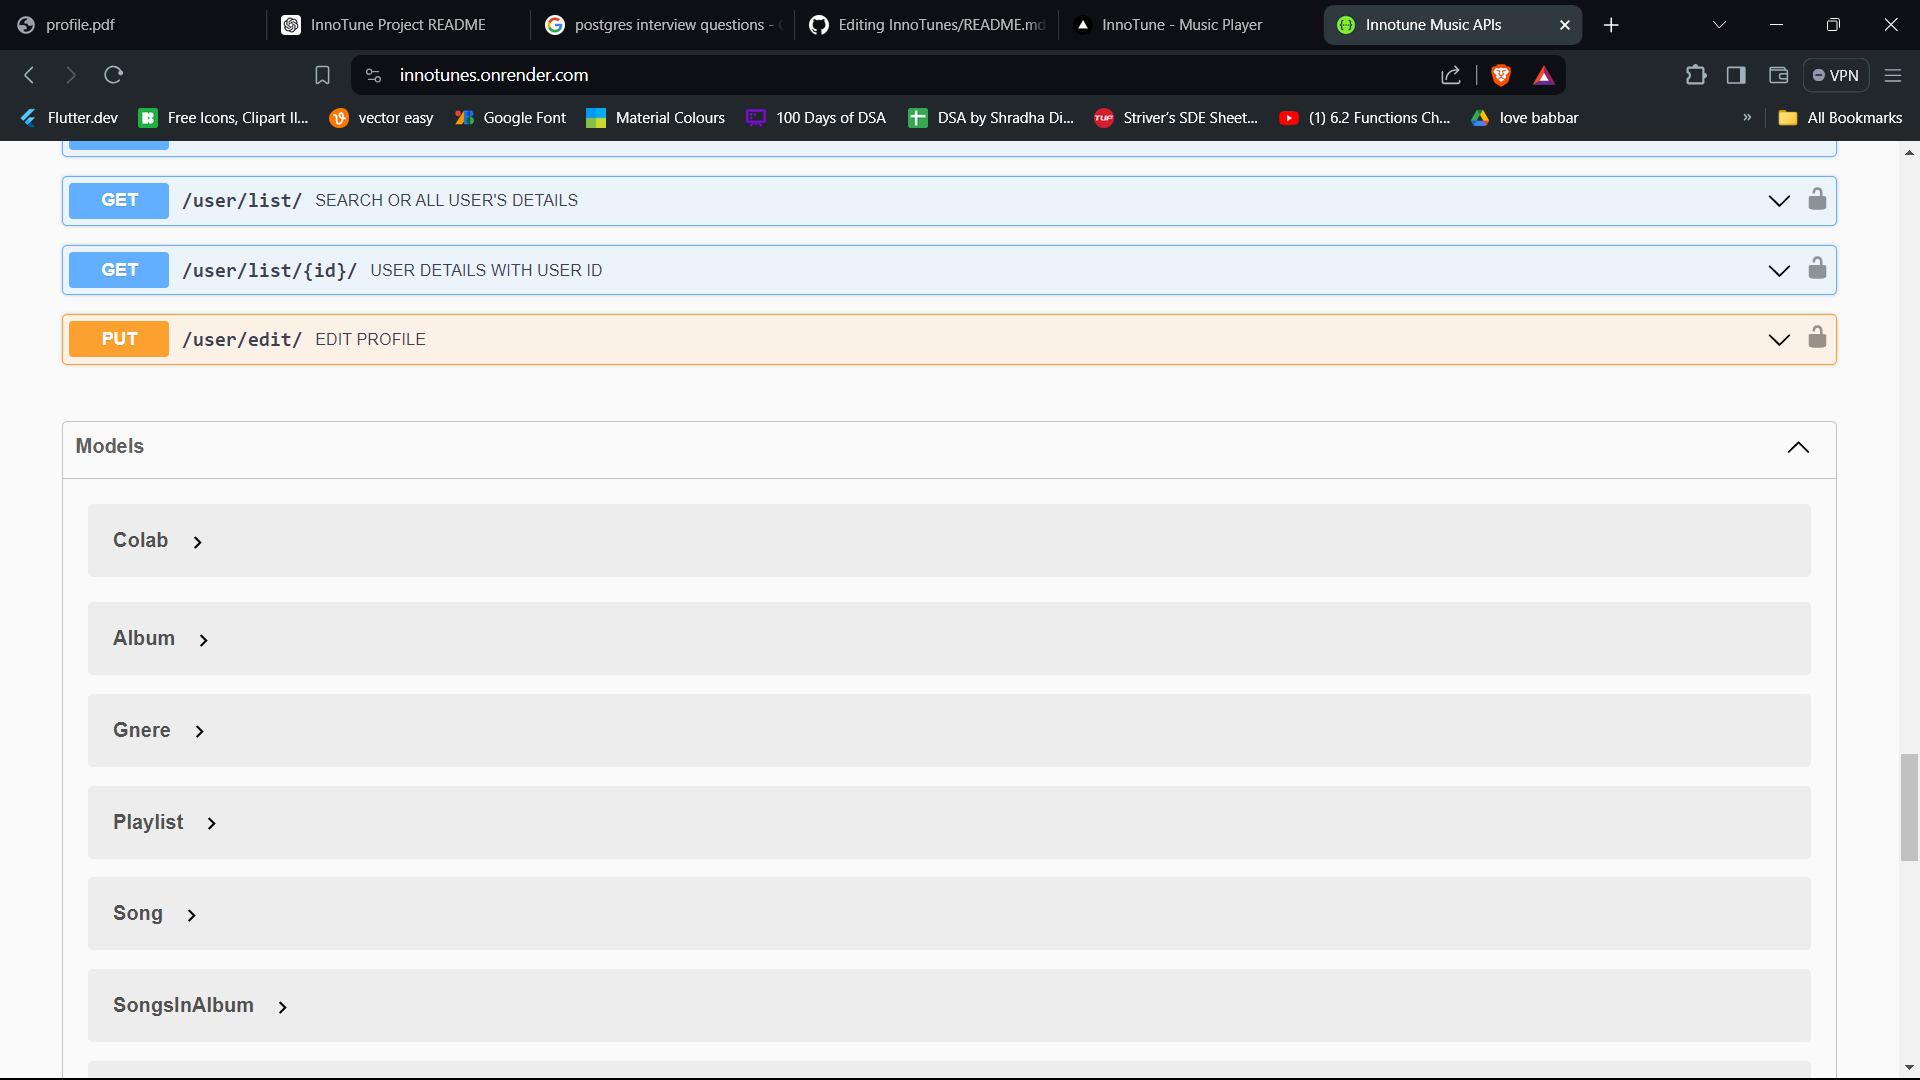 profile.pdf
InnoTune Project README
postgres interview questions -
Editing InnoTunes/README.md
InnoTune - Music Player
Innotune Music APIs
innotunes.onrender.com
VPN
Flutter.dev
Free Icons, Clipart Il...
vector easy
Google Font
Material Colours
100 Days of DSA
DSA by Shradha Di...
TUF
Striver's SDE Sheet...
(1) 6.2 Functions Ch...
love babbar
»
All Bookmarks
GET /user/list/ SEARCH OR ALL USER'S DETAILS
GET /user/list/{id}/ USER DETAILS WITH USER ID
PUT /user/edit/ EDIT PROFILE
Models
Colab
Album
Gnere
Playlist
Song
SongsInAlbum